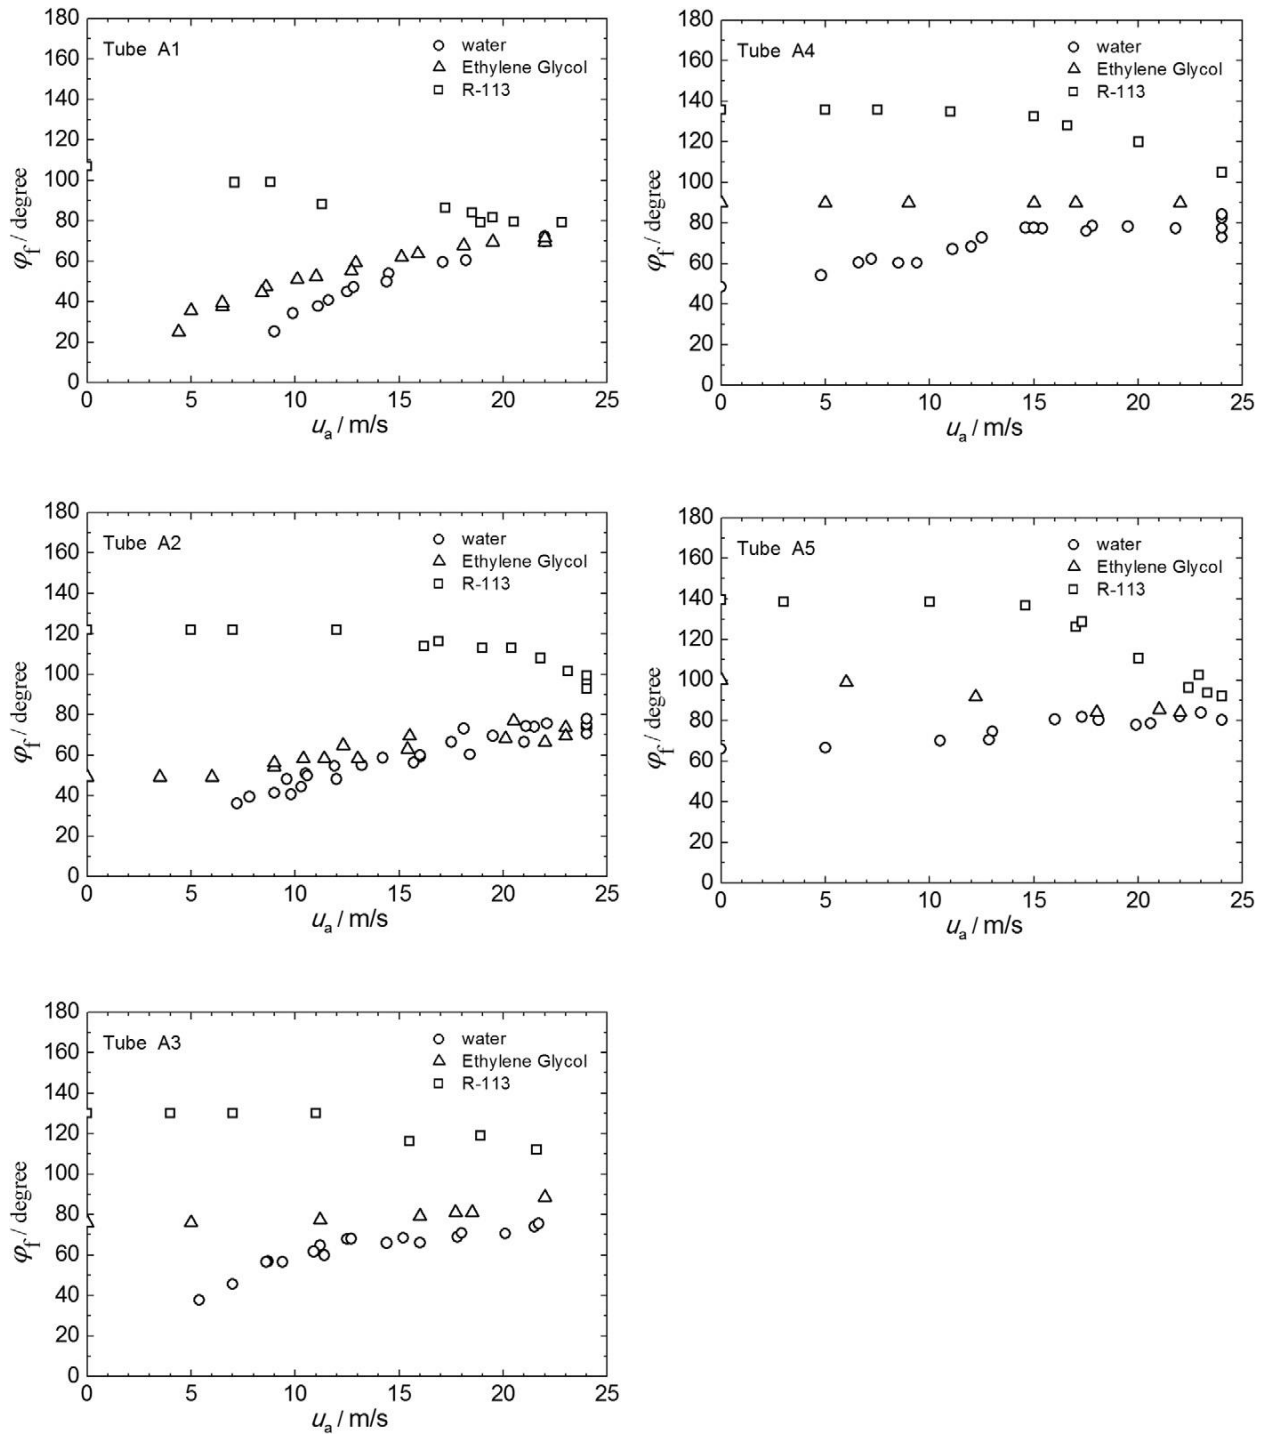 180
160
140
120
100
80
60
40
20
0
Tube A1
water
Ethylene Glycol
R-113
φf / degree
0 5 10 15 20 25
ua / m/s
180
160
140
120
100
80
60
40
20
0
Tube A4
water
Ethylene Glycol
R-113
φf / degree
0 5 10 15 20 25
ua / m/s
180
160
140
120
100
80
60
40
20
0
Tube A2
water
Ethylene Glycol
R-113
φf / degree
0 5 10 15 20 25
ua / m/s
180
160
140
120
100
80
60
40
20
0
Tube A5
water
Ethylene Glycol
R-113
φf / degree
0 5 10 15 20 25
ua / m/s
180
160
140
120
100
80
60
40
20
0
Tube A3
water
Ethylene Glycol
R-113
φf / degree
0 5 10 15 20 25
ua / m/s